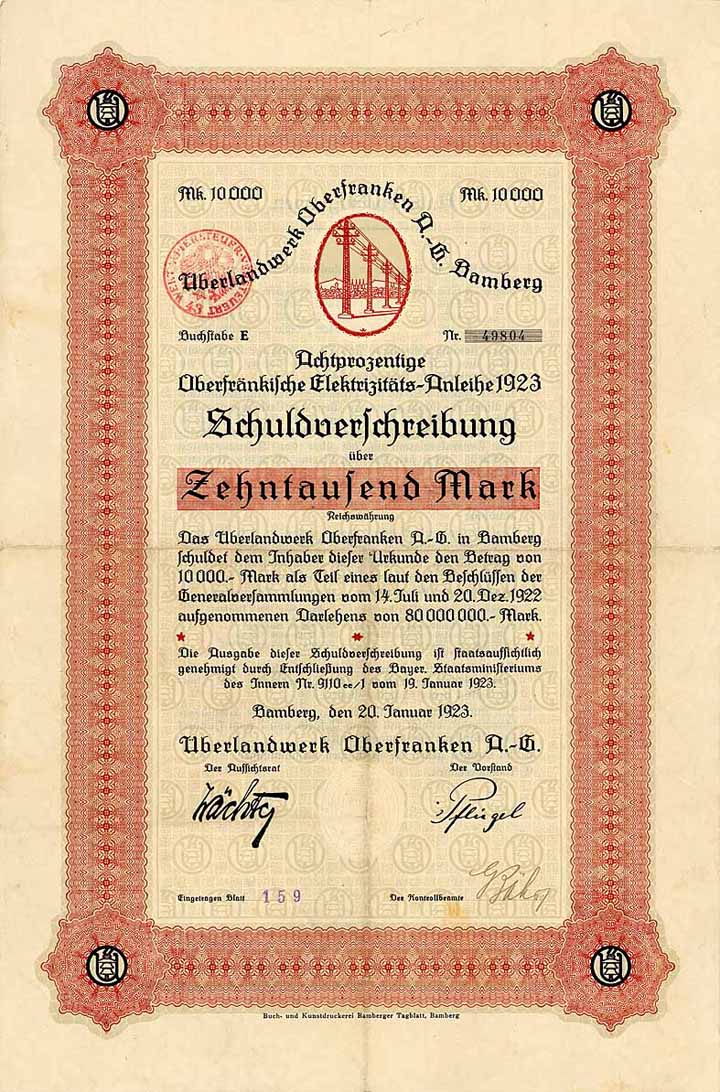 Mk. 10000
Mk. 10000
Überlandwerk Oberfranken A.-G. Bamberg
Buchstabe E
Nr. 49804
Achtprozentige
Oberfränkische Elektrizitäts-Anleihe 1923
Schuldverschreibung
über
Zehntausend Mark
Reichswährung
Das Überlandwerk Oberfranken A.-G. in Bamberg
schuldet dem Inhaber dieser Urkunde den Betrag von
10000.- Mark als Teil eines laut den Beschlüssen der
Generalversammlungen vom 14. Juli und 20. Dez. 1922
aufgenommenen Darlehens von 80000000.- Mark.
Die Ausgabe dieser Schuldverschreibung ist staatsaufsichtlich
genehmigt durch Entschließung des Bayer. Staatsministeriums
des Innern Nr. 9110 cc/1 vom 19. Januar 1923.
Bamberg, den 20. Januar 1923.
Überlandwerk Oberfranken A.-G.
Der Aufsichtsrat
Der Vorstand
Pfliegel
Eingetragen Blatt 159
Der Kontrollbeamte
Buch- und Kunstdruckerei Bamberger Tagblatt, Bamberg